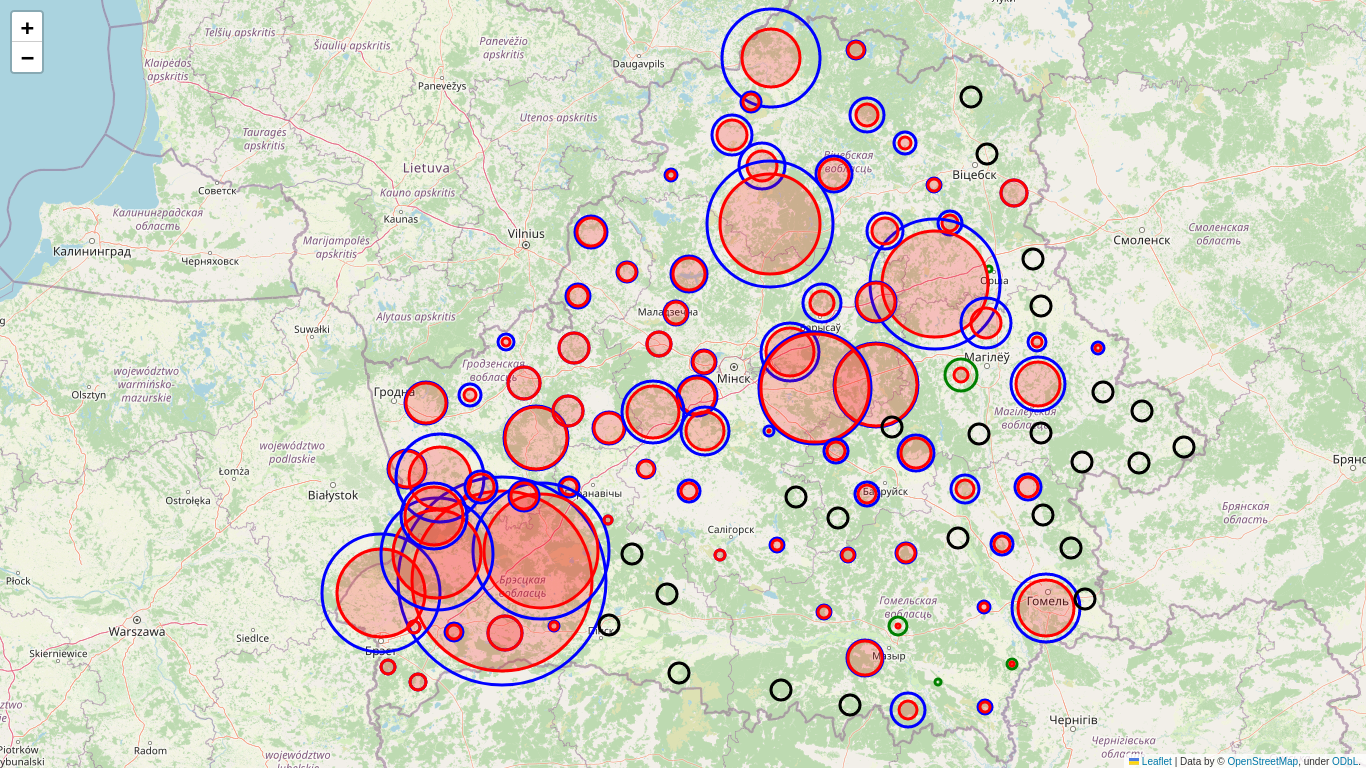 +
−
Telšių apskritis
Šiaulių apskritis
Panevėžio
apskritis
Луки
Klaipėdos
apskritis
Panevėžys
Daugavpils
Utenos apskritis
Tauragės
apskritis
Lietuva
Віцебская
вобласць
Віцебск
Советск
Kauno apskritis
Калининградская
область
Kaunas
Vilnius
Marijampolės
apskritis
Калининград
Черняховск
Смоленск
Смоленская
область
Орша
Alytaus apskritis
Маладзечна
Suwałki
Барысаў
Гродзенская
вобласць
Мінск
Магілёў
województwo
warmińsko-
mazurskie
Olsztyn
Гродна
Магілёўская
вобласць
województwo
podlaskie
Łomża
Białystok
Ostrołęka
Баранавічы
Бабруйск
Салігорск
Брянская
область
Płock
Брэсцкая
вобласць
Гомельская
вобласць
Гомель
Warszawa
Siedlce
Пінск
Skierniewice
Брэст
Мазыр
Чернігів
Radom
województwo
lubelskie
Чернігівська
область
Piotrków
Leaflet | Data by © OpenStreetMap, under ODbL.